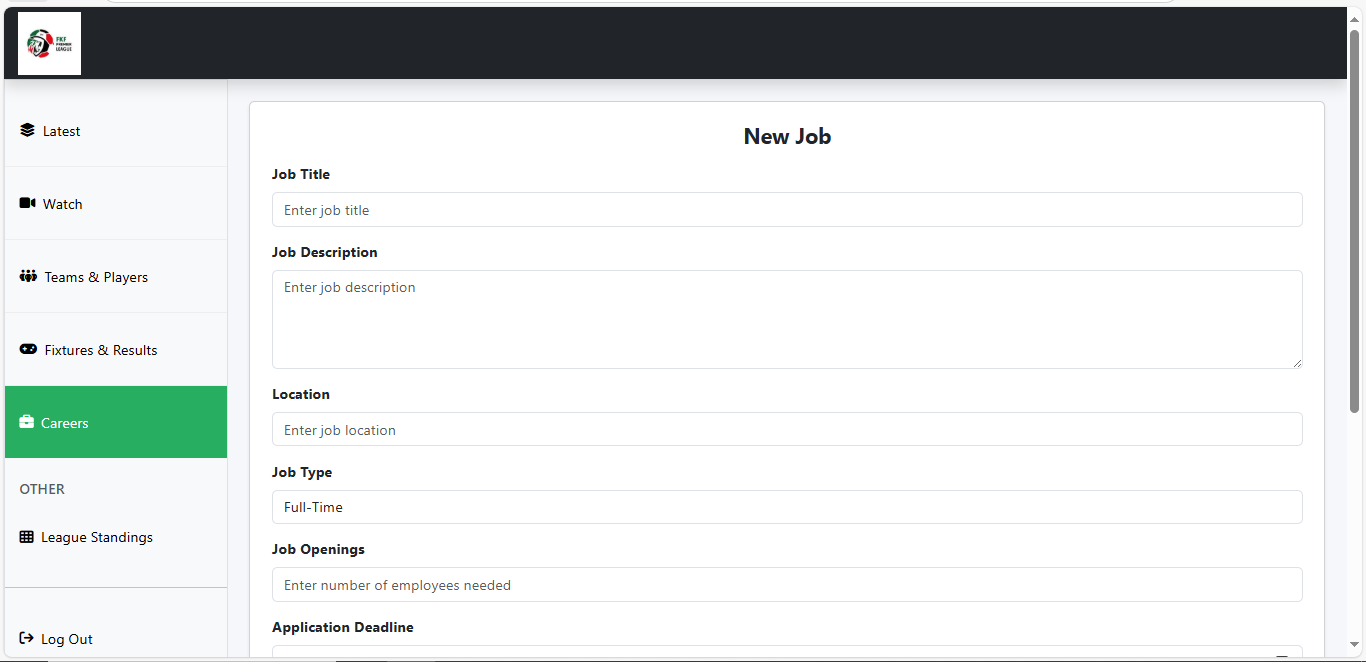 FKF
PREMIER
LEAGUE
Latest
Watch
Teams & Players
Fixtures & Results
Careers
OTHER
League Standings
Log Out
New Job
Job Title
Enter job title
Job Description
Enter job description
Location
Enter job location
Job Type
Full-Time
Job Openings
Enter number of employees needed
Application Deadline